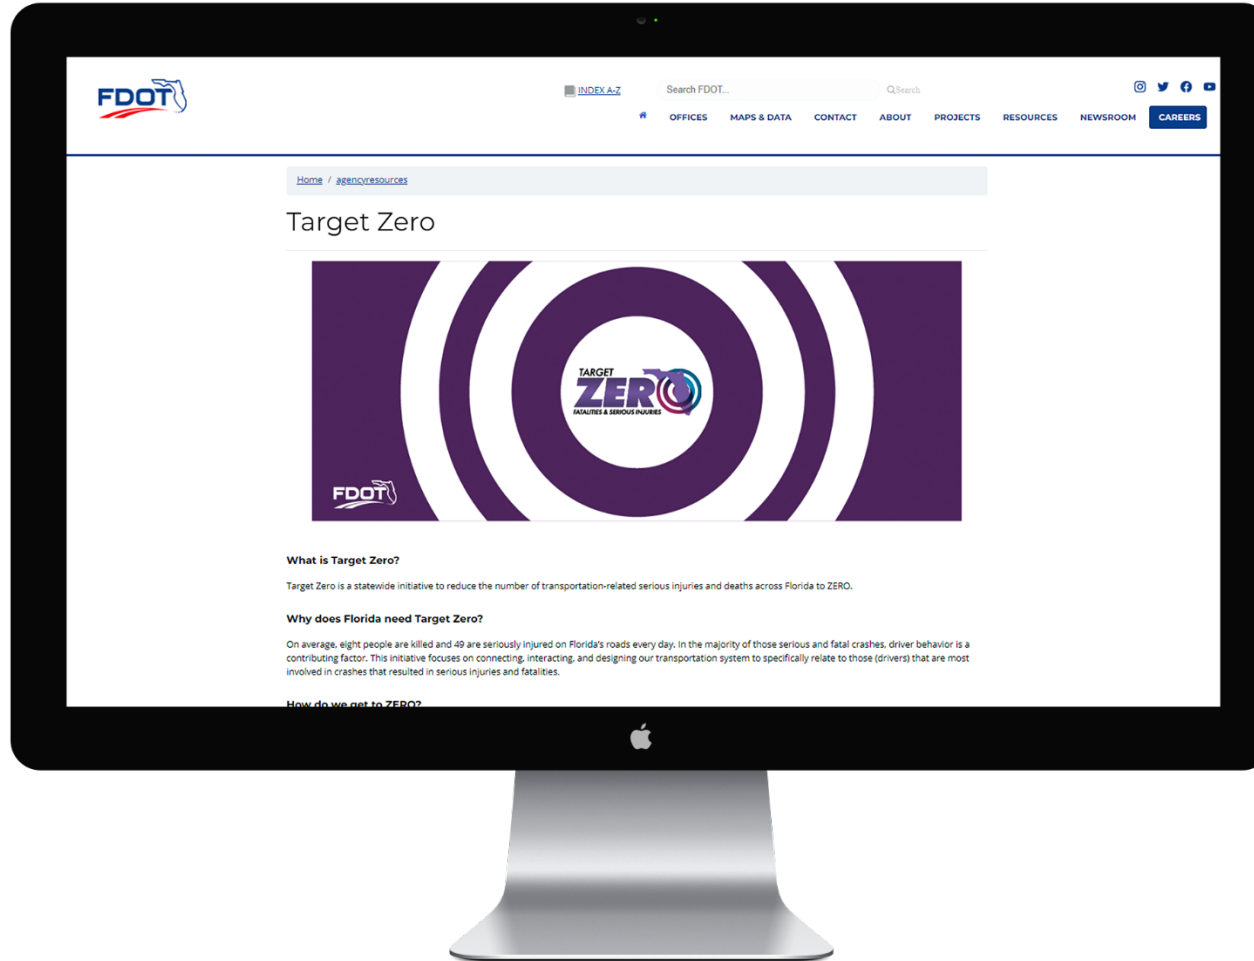 FDOT
INDEX A-Z
Search FDOT...
Search
OFFICES MAPS & DATA CONTACT ABOUT PROJECTS RESOURCES NEWSROOM CAREERS
Home / agencyresources
Target Zero
TARGET
ZERO
FATALITIES & SERIOUS INJURIES
FDOT
What is Target Zero?
Target Zero is a statewide initiative to reduce the number of transportation-related serious injuries and deaths across Florida to ZERO.
Why does Florida need Target Zero?
On average, eight people are killed and 49 are seriously injured on Florida's roads every day. In the majority of those serious and fatal crashes, driver behavior is a
contributing factor. This initiative focuses on connecting, interacting, and designing our transportation system to specifically relate to those (drivers) that are most
involved in crashes that resulted in serious injuries and fatalities.
How do we get to ZERO?